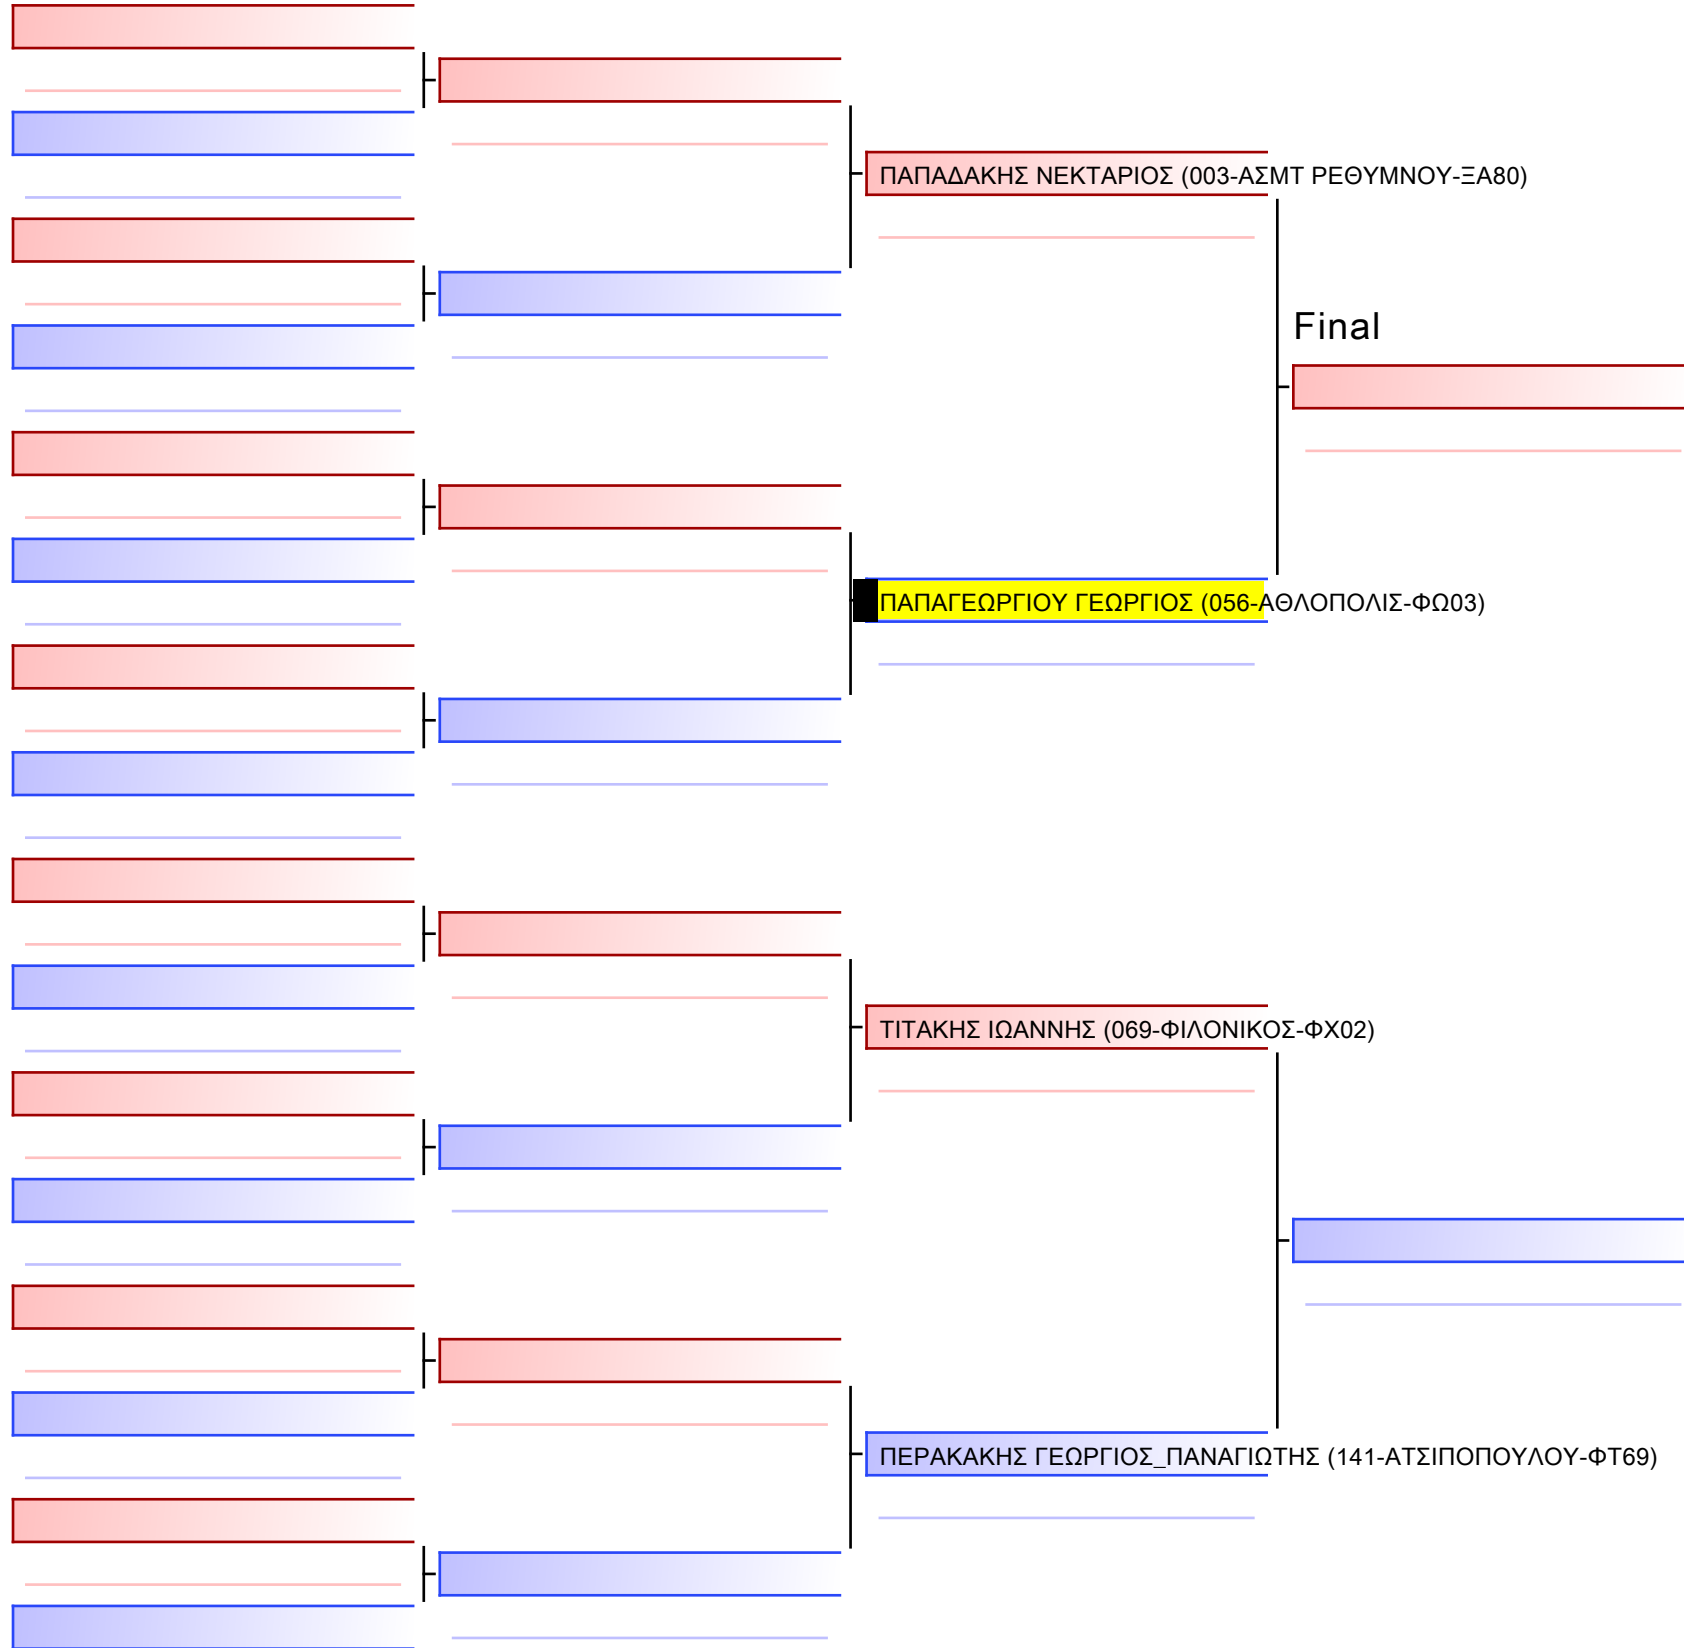 ΠΑΠΑΔΑΚΗΣ ΝΕΚΤΑΡΙΟΣ (003-ΑΣΜΤ ΡΕΘΥΜΝΟΥ-ΞΑ80)
Final
ΠΑΠΑΓΕΩΡΓΙΟΥ ΓΕΩΡΓΙΟΣ (056-ΑΘΛΟΠΟΛΙΣ-ΦΩ03)
ΤΙΤΑΚΗΣ ΙΩΑΝΝΗΣ (069-ΦΙΛΟΝΙΚΟΣ-ΦΧ02)
ΠΕΡΑΚΑΚΗΣ ΓΕΩΡΓΙΟΣ_ΠΑΝΑΓΙΩΤΗΣ (141-ΑΤΣΙΠΟΠΟΥΛΟΥ-ΦΤ69)